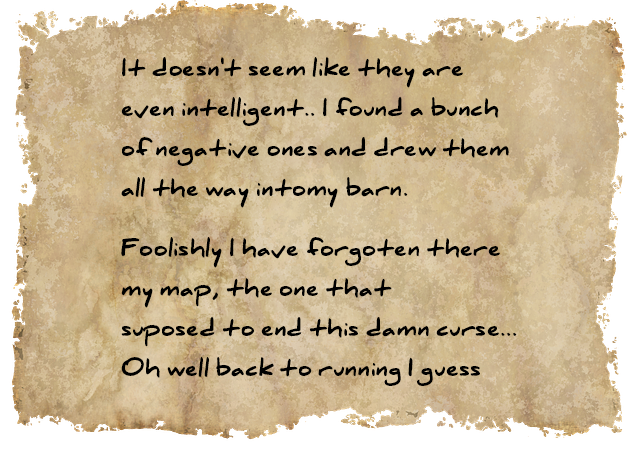 It doesn't seem like they are
even intelligent.. I found a bunch
of negative ones and drew them
all the way intomy barn.
Foolishly I have forgoten there
my map, the one that
suposed to end this damn curse...
Oh well back to running I guess